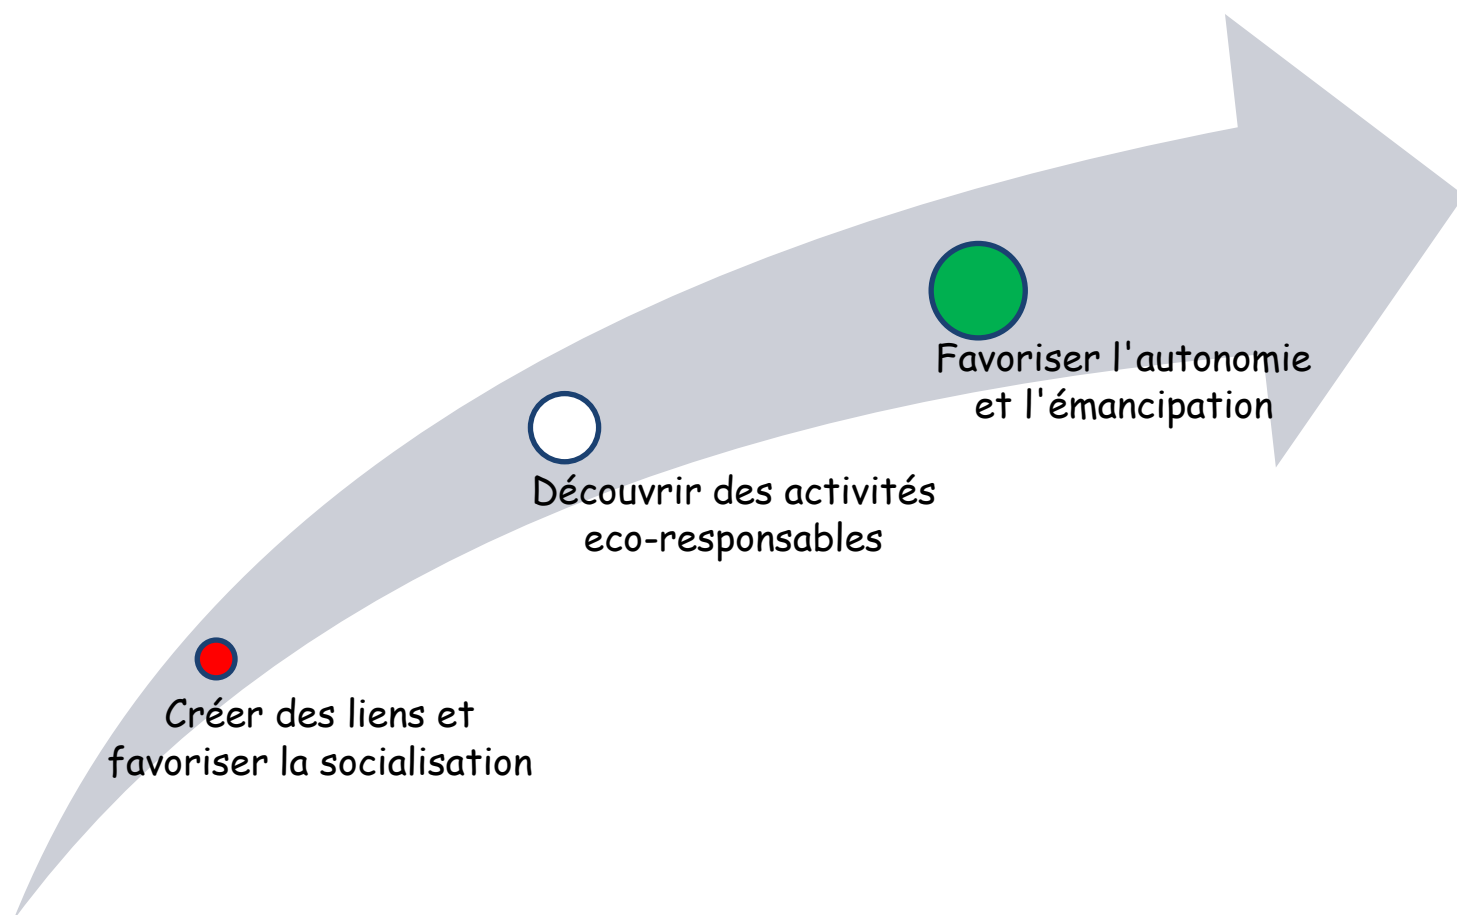 Favoriser l'autonomie
et l'émancipation
Découvrir des activités
eco-responsables
Créer des liens et
favoriser la socialisation